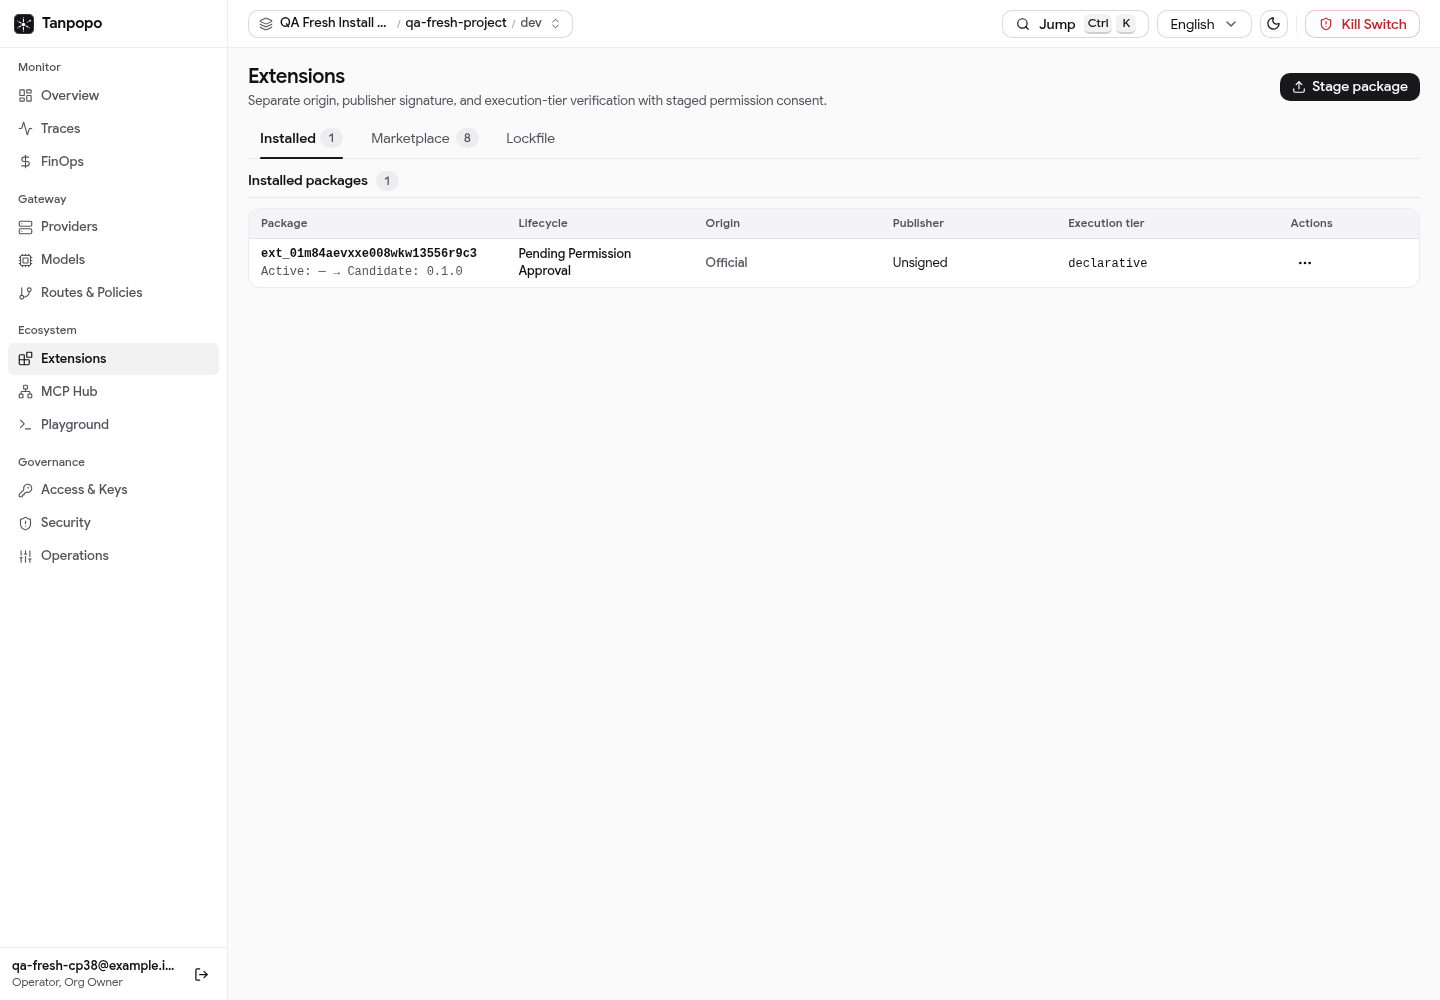 Tanpopo
QA Fresh Install ... / qa-fresh-project / dev
Jump Ctrl K
English
Kill Switch
Monitor
Overview
Traces
FinOps
Gateway
Providers
Models
Routes & Policies
Ecosystem
Extensions
MCP Hub
Playground
Governance
Access & Keys
Security
Operations
qa-fresh-cp38@example.i...
Operator, Org Owner
Extensions
Separate origin, publisher signature, and execution-tier verification with staged permission consent.
Stage package
Installed 1 Marketplace 8 Lockfile
Installed packages 1
Package Lifecycle Origin Publisher Execution tier Actions
ext_01m84aevxxe008wkw13556r9c3
Active: — → Candidate: 0.1.0
Pending Permission
Approval
Official
Unsigned
declarative